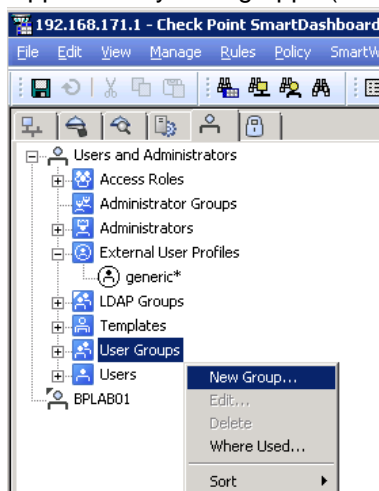 192.168.171.1 - Check Point SmartDashboard
File Edit View Manage Rules Policy
Users and Administrators
Access Roles
Administrator Groups
Administrators
External User Profiles
generic*
LDAP Groups
Templates
User Groups
Users
BPLAB01
New Group...
Edit...
Delete
Where Used...
Sort